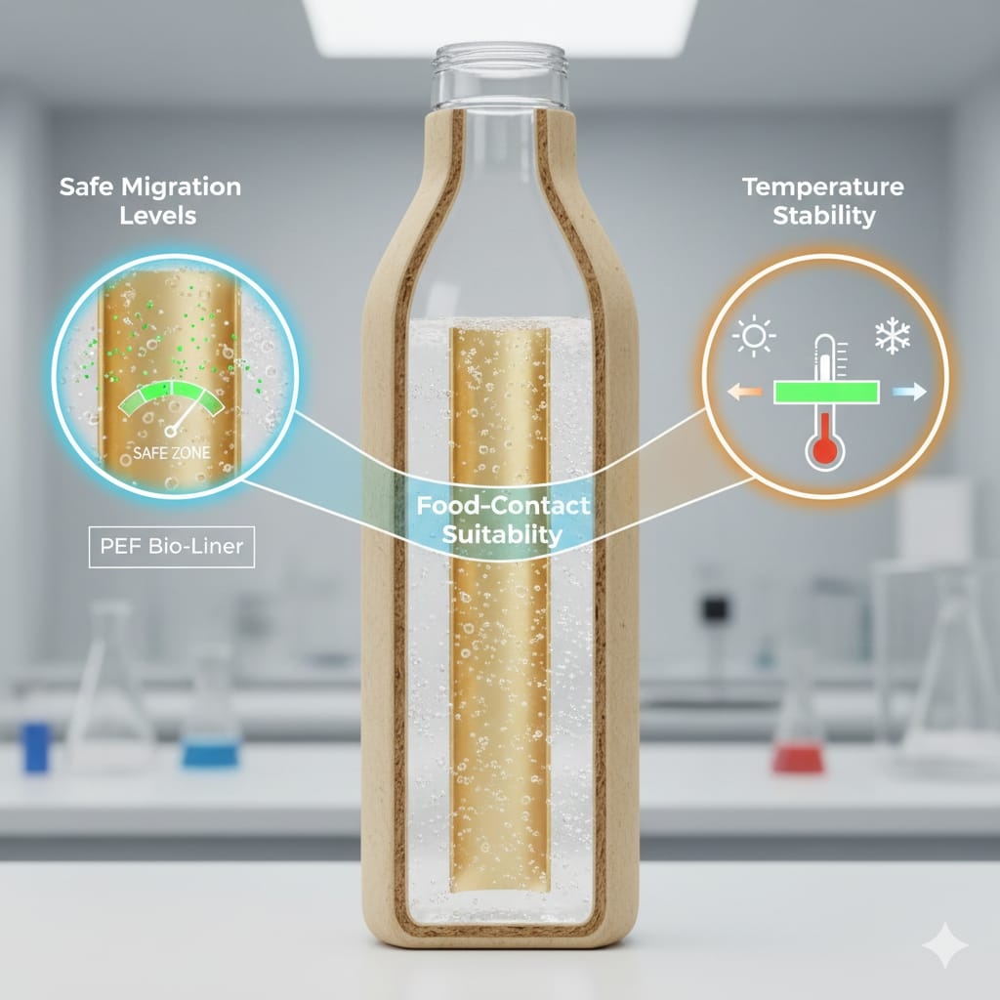 Safe Migration
Levels
Temperature
Stability
SAFE ZONE
Food-Contact
Suitablity
PEF Bio-Liner